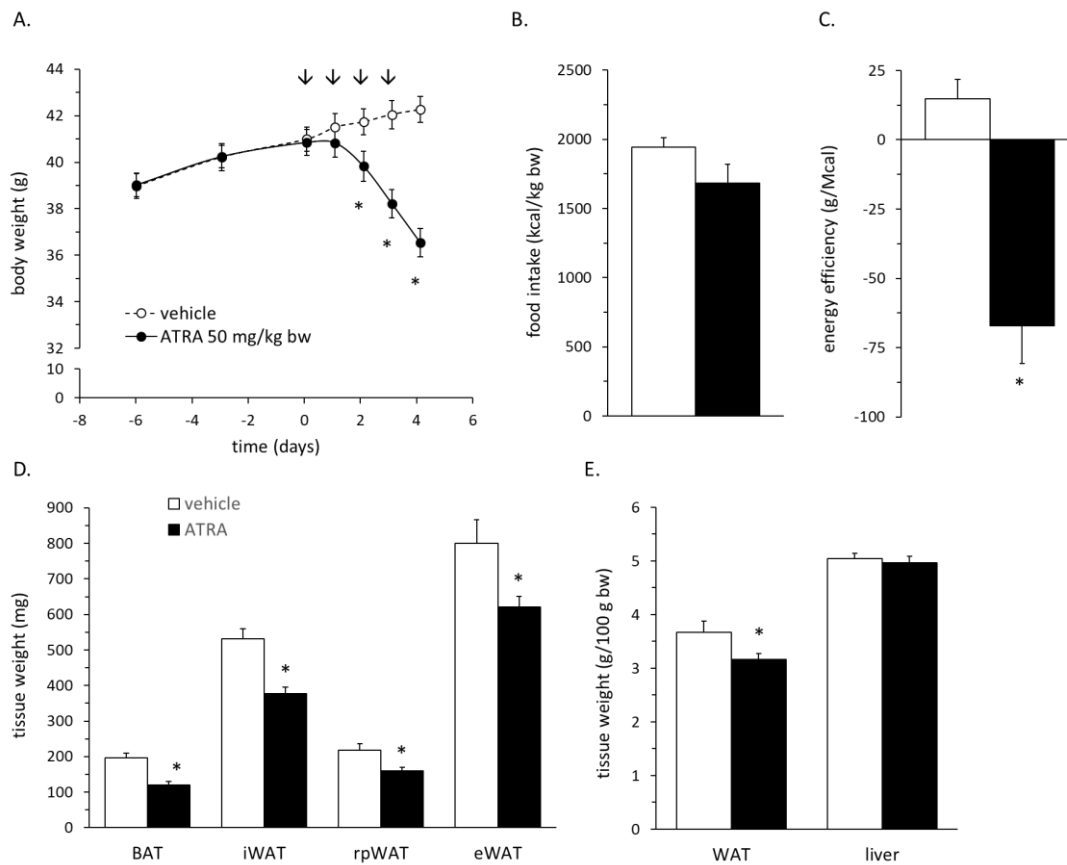 A.
B.
C.
body weight (g)
44
42
40
38
36
34
32
10
0
-8
-6
-4
-2
0
2
4
6
time (days)
↓ ↓ ↓ ↓
*
*
*
vehicle
ATRA 50 mg/kg bw
food intake (kcal/kg bw)
2500
2000
1750
1500
500
250
0
energy efficiency (g/Mcal)
25
0
-25
-50
-75
-100
*
D.
E.
tissue weight (mg)
900
800
700
600
500
400
300
200
100
0
vehicle
ATRA
*
*
*
*
BAT
iWAT
rpWAT
eWAT
tissue weight (g/100 g bw)
6
5
4
3
2
1
0
*
WAT
liver